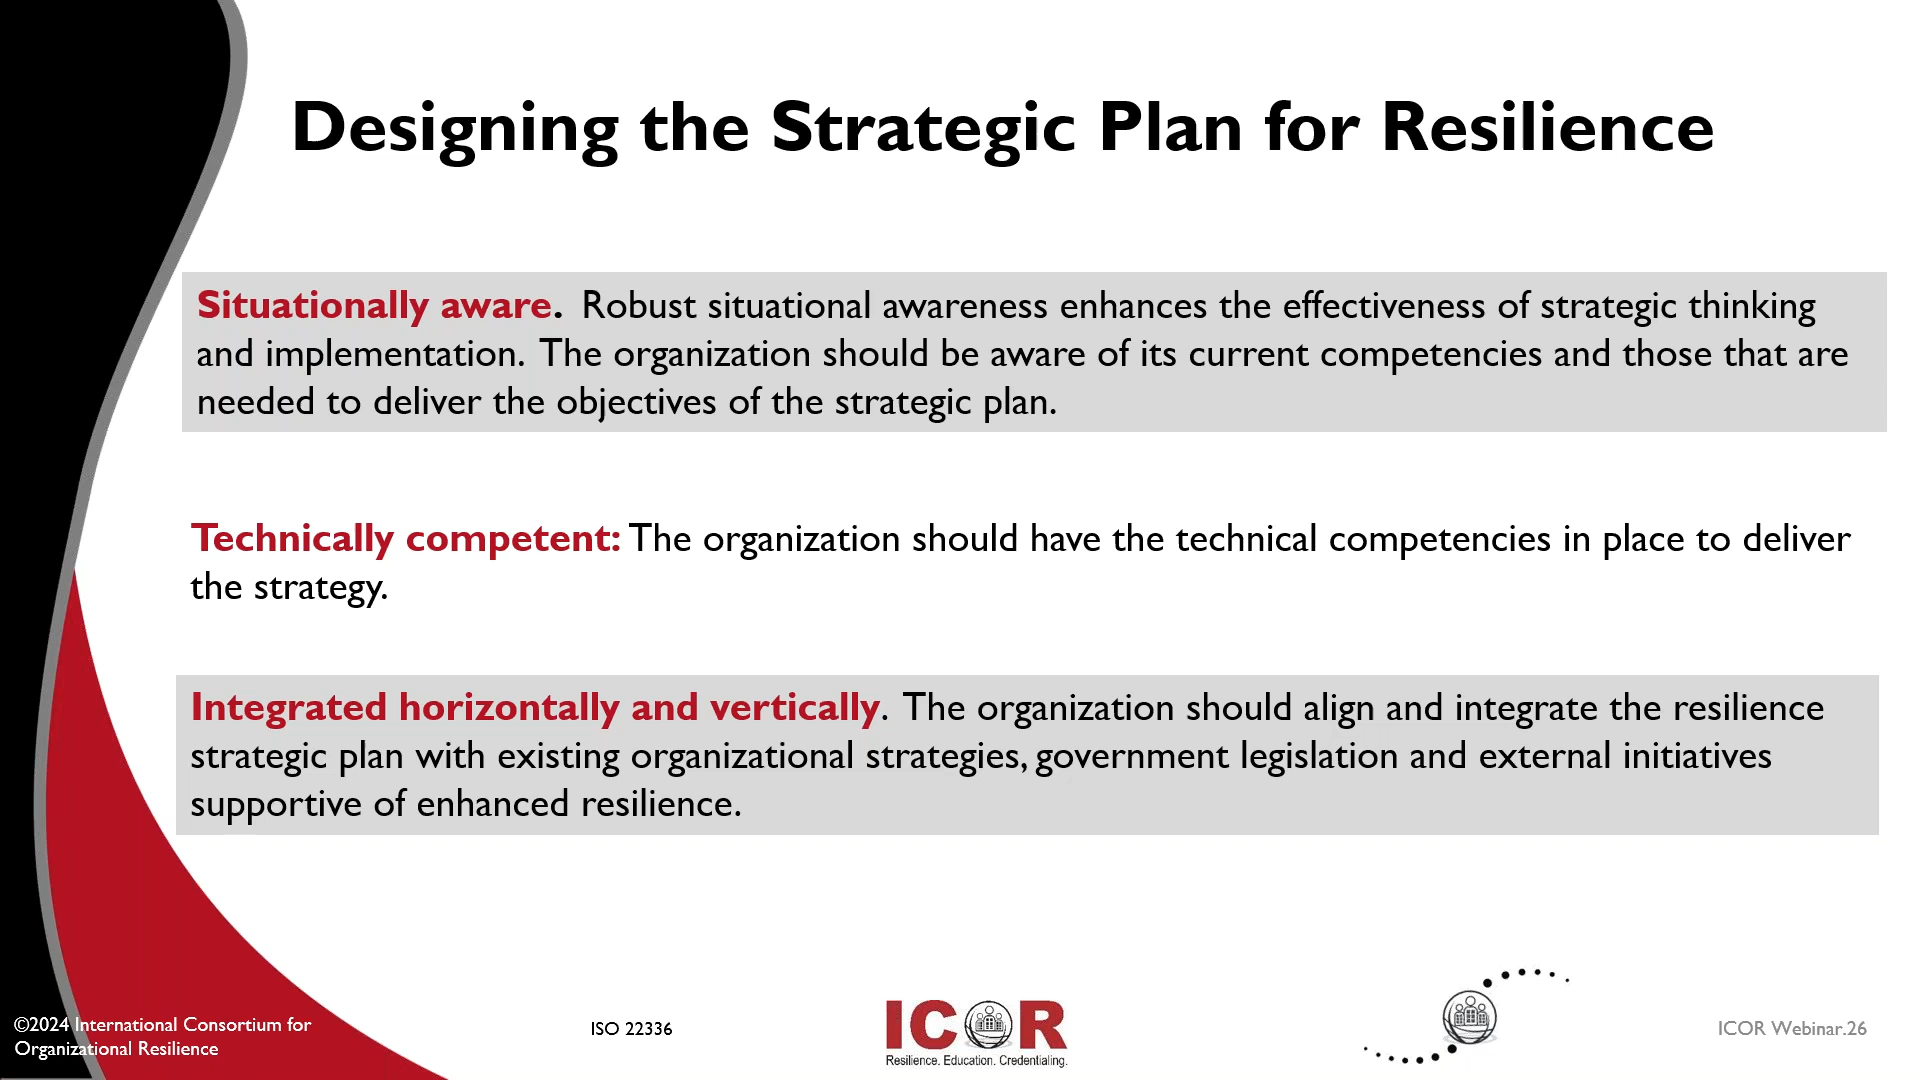 Designing the Strategic Plan for Resilience
Situationally aware. Robust situational awareness enhances the effectiveness of strategic thinking
and implementation. The organization should be aware of its current competencies and those that are
needed to deliver the objectives of the strategic plan.
Technically competent: The organization should have the technical competencies in place to deliver
the strategy.
Integrated horizontally and vertically. The organization should align and integrate the resilience
strategic plan with existing organizational strategies, government legislation and external initiatives
supportive of enhanced resilience.
©2024 International Consortium for
Organizational Resilience
ISO 22336
ICOR
Resilience. Education. Credentialing.
ICOR Webinar.26